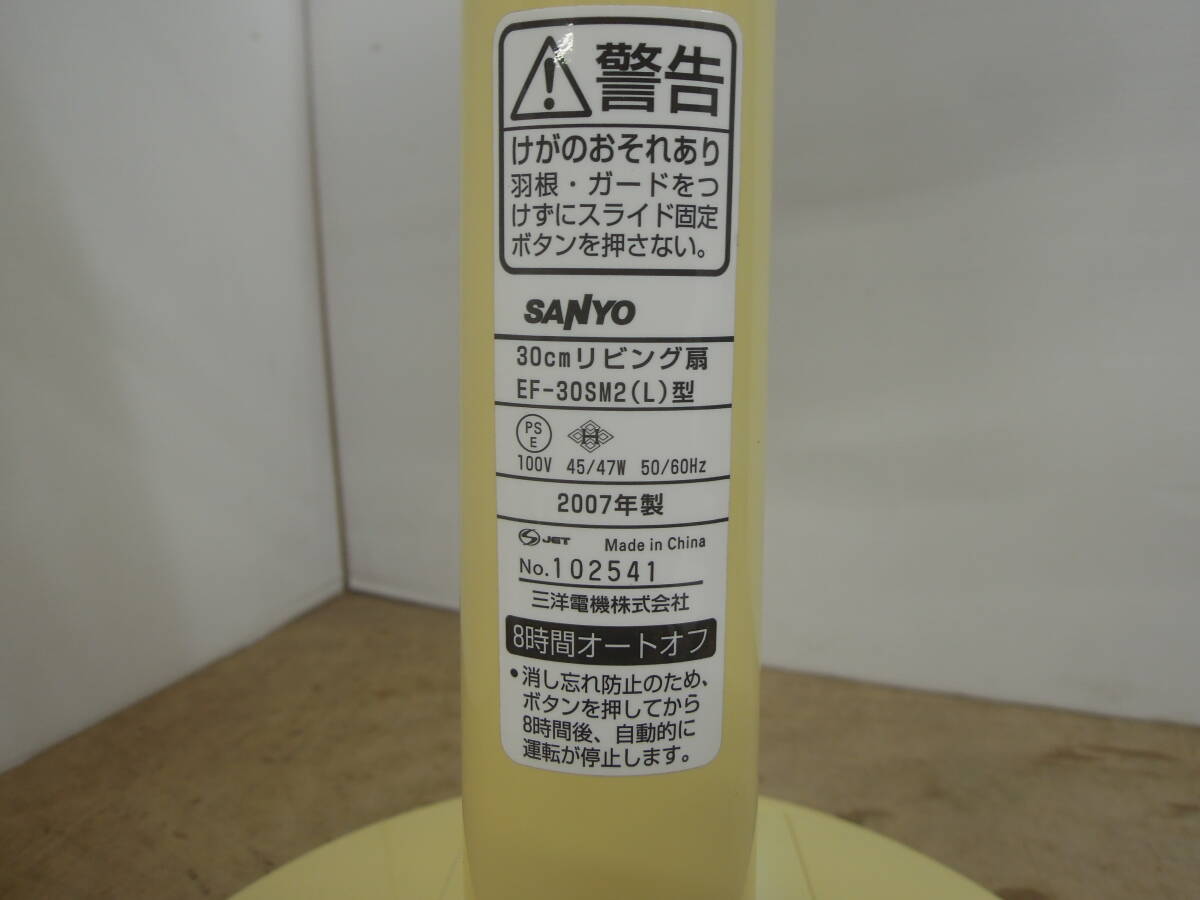 警告
けがのおそれあり
羽根・ガードをつ
けずにスライド固定
ボタンを押さない。
SANYO
30cmリビング扇
EF-30SM2(L)型
PS
E
H
100V 45/47W 50/60Hz
2007年製
JET Made in China
No.102541
三洋電機株式会社
8時間オートオフ
•消し忘れ防止のため、
ボタンを押してから
8時間後、自動的に
運転が停止します。